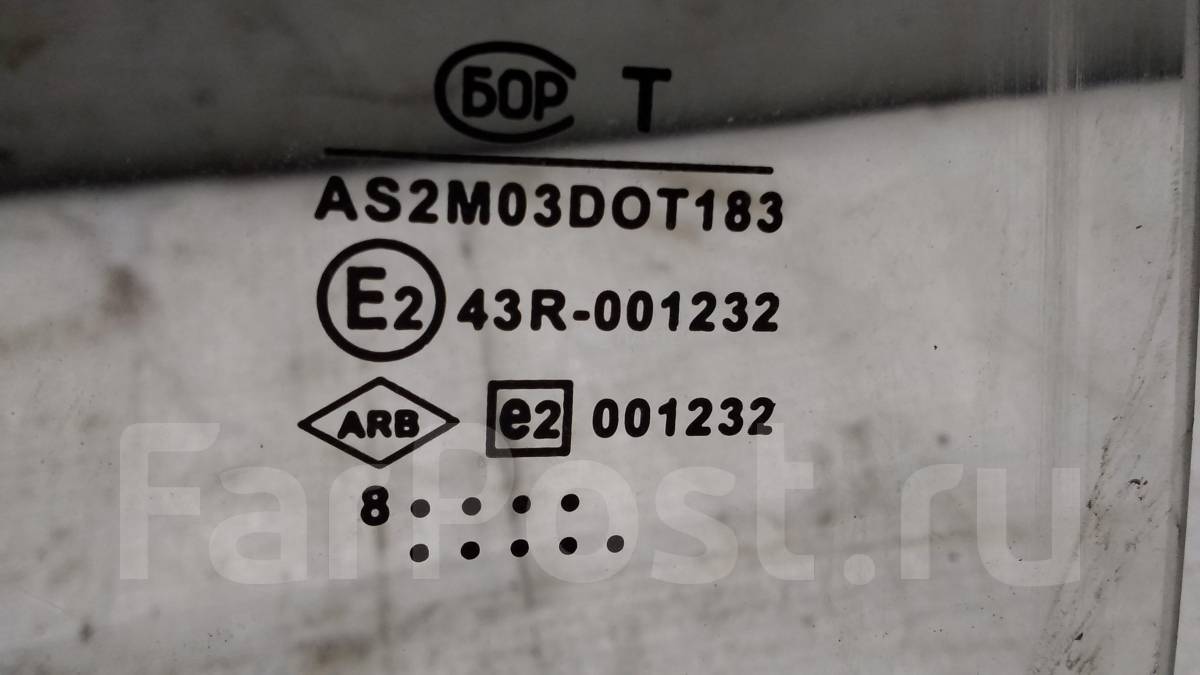 БОР T
AS2M03DOT183
E2 43R-001232
ARB e2 001232
8
FarPost.ru